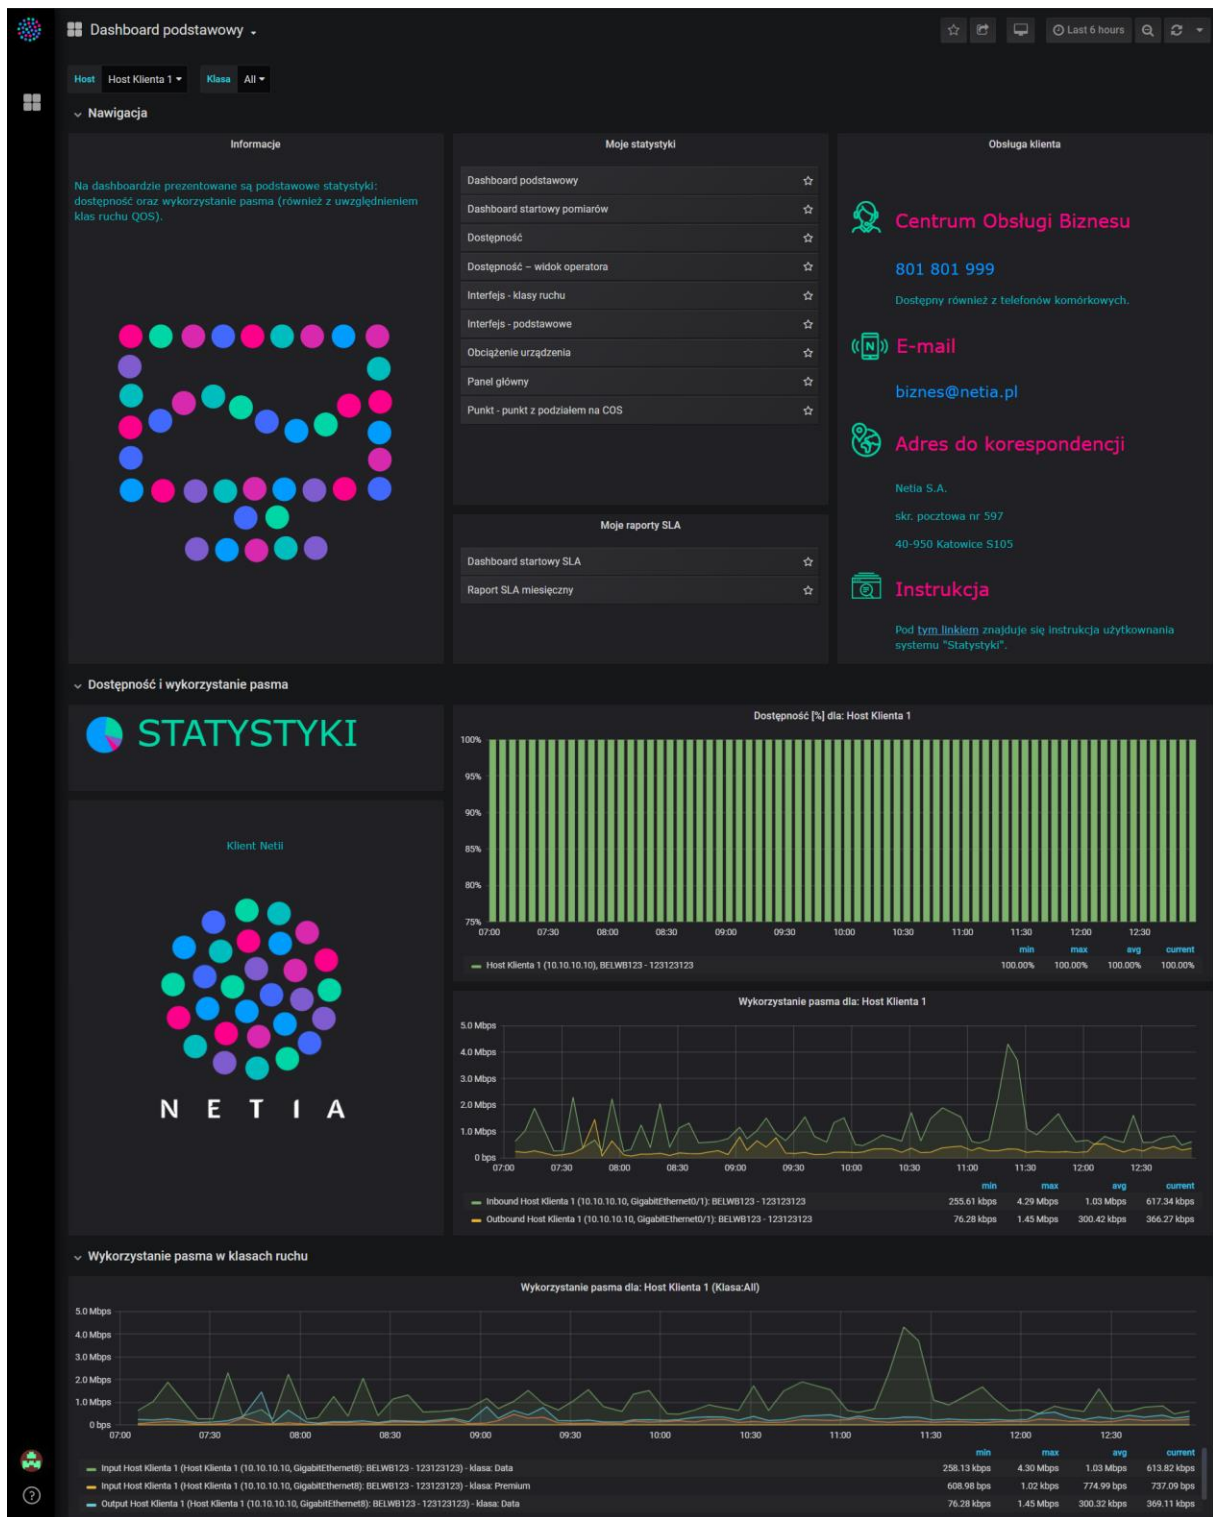 Dashboard podstawowy
Last 6 hours
Host Host Klienta 1 Klasa All
Nawigacja
Informacje
Na dashboardzie prezentowane są podstawowe statystyki:
dostępność oraz wykorzystanie pasma (również z uwzględnieniem
klas ruchu QOS).
Moje statystyki
Dashboard podstawowy
Dashboard startowy pomiarów
Dostępność
Dostępność – widok operatora
Interfejs - klasy ruchu
Interfejs - podstawowe
Obciążenie urządzenia
Panel główny
Punkt - punkt z podziałem na COS
Moje raporty SLA
Dashboard startowy SLA
Raport SLA miesięczny
Obsługa klienta
Centrum Obsługi Biznesu
801 801 999
Dostępny również z telefonów komórkowych.
N
E-mail
biznes@netia.pl
Adres do korespondencji
Netia S.A.
skr. pocztowa nr 597
40-950 Katowice S105
Instrukcja
Pod tym linkiem znajduje się instrukcja użytkownania
systemu "Statystyki".
Dostępność i wykorzystanie pasma
STATYSTYKI
Klient Netii
NETIA
Dostępność [%] dla: Host Klienta 1
100%
95%
90%
85%
80%
75%
07:00 07:30 08:00 08:30 09:00 09:30 10:00 10:30 11:00 11:30 12:00 12:30
min max avg current
Host Klienta 1 (10.10.10.10), BELWB123 - 123123123 100.00% 100.00% 100.00% 100.00%
Wykorzystanie pasma dla: Host Klienta 1
5.0 Mbps
4.0 Mbps
3.0 Mbps
2.0 Mbps
1.0 Mbps
0 bps
07:00 07:30 08:00 08:30 09:00 09:30 10:00 10:30 11:00 11:30 12:00 12:30
min max avg current
Inbound Host Klienta 1 (10.10.10.10, GigabitEthernet0/1): BELWB123 - 123123123 255.61 kbps 4.29 Mbps 1.03 Mbps 617.34 kbps
Outbound Host Klienta 1 (10.10.10.10, GigabitEthernet0/1): BELWB123 - 123123123 76.28 kbps 1.45 Mbps 300.42 kbps 366.27 kbps
Wykorzystanie pasma w klasach ruchu
Wykorzystanie pasma dla: Host Klienta 1 (Klasa:All)
5.0 Mbps
4.0 Mbps
3.0 Mbps
2.0 Mbps
1.0 Mbps
0 bps
07:00 07:30 08:00 08:30 09:00 09:30 10:00 10:30 11:00 11:30 12:00 12:30
min max avg current
Input Host Klienta 1 (Host Klienta 1 (10.10.10.10, GigabitEthernet8): BELWB123 - 123123123) - klasa: Data 258.13 kbps 4.30 Mbps 1.03 Mbps 613.82 kbps
Input Host Klienta 1 (Host Klienta 1 (10.10.10.10, GigabitEthernet8): BELWB123 - 123123123) - klasa: Premium 608.98 bps 1.02 kbps 774.99 bps 737.09 bps
Output Host Klienta 1 (Host Klienta 1 (10.10.10.10, GigabitEthernet8): BELWB123 - 123123123) - klasa: Data 76.28 kbps 1.45 Mbps 300.32 kbps 369.11 kbps